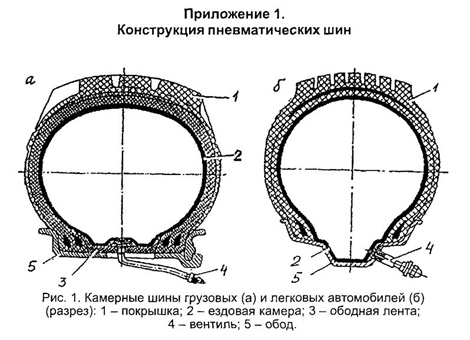 Приложение 1.
Конструкция пневматических шин
а
б
1
1
2
5
3
4
2
5
4
Рис. 1. Камерные шины грузовых (а) и легковых автомобилей (б)
(разрез): 1 – покрышка; 2 – ездовая камера; 3 – ободная лента;
4 – вентиль; 5 – обод.